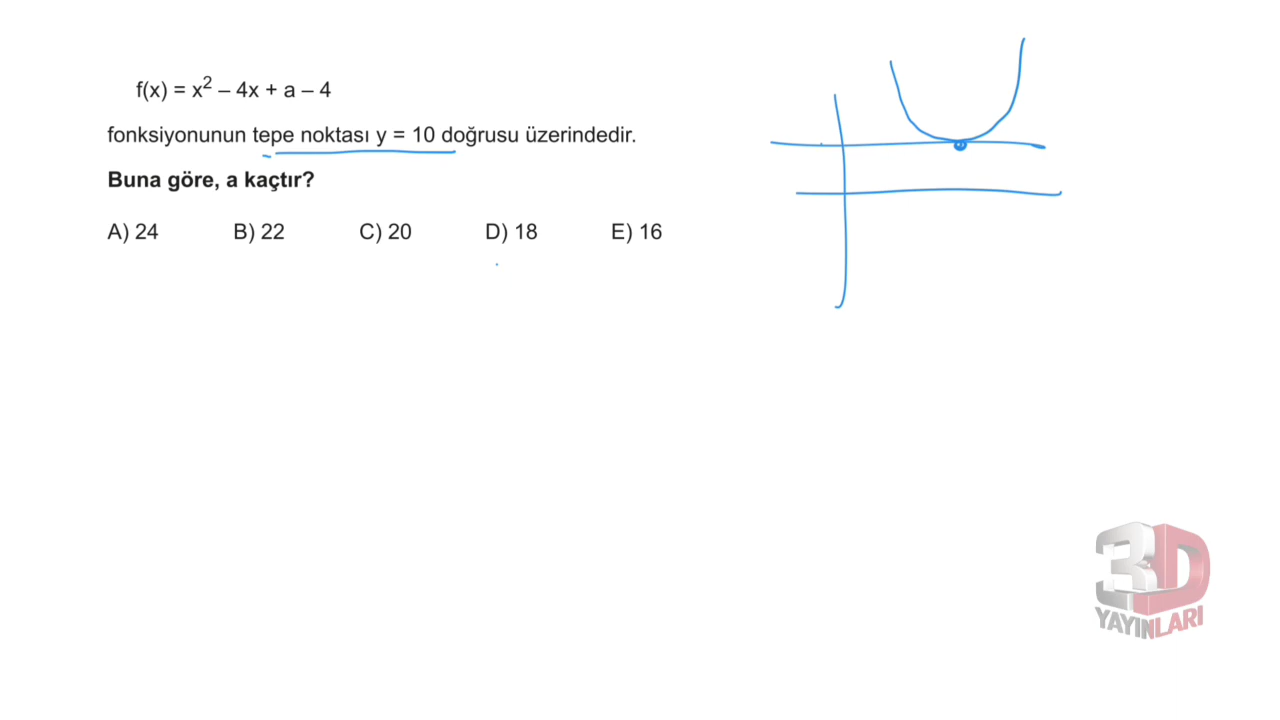 f(x) = x² – 4x + a – 4
fonksiyonunun tepe noktası y = 10 doğrusu üzerindedir.
Buna göre, a kaçtır?
A) 24 B) 22 C) 20 D) 18 E) 16
3D
YAYINLARI